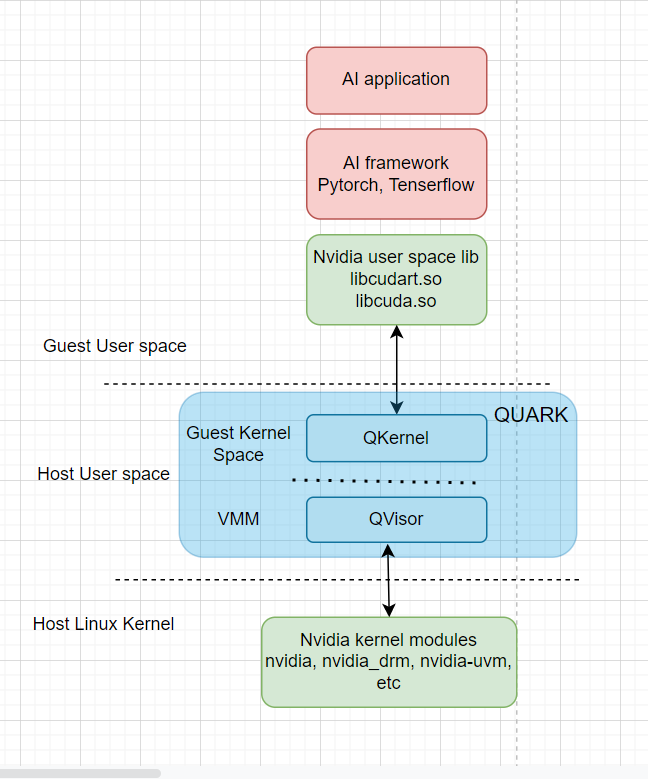 AI application
AI framework
Pytorch, Tenserflow
Nvidia user space lib
libcudart.so
libcuda.so
Guest User space
QUARK
Guest Kernel
Space
QKernel
Host User space
VMM
QVisor
Host Linux Kernel
Nvidia kernel modules
nvidia, nvidia_drm, nvidia-uvm,
etc